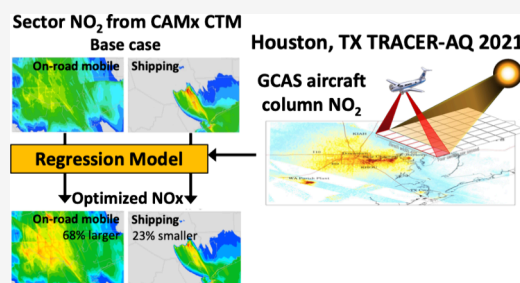 Sector NO₂ from CAMx CTM
Base case
On-road mobile
Shipping
Regression Model
Optimized NOx
On-road mobile
68% larger
Shipping
23% smaller
Houston, TX TRACER-AQ 2021
GCAS aircraft
column NO₂